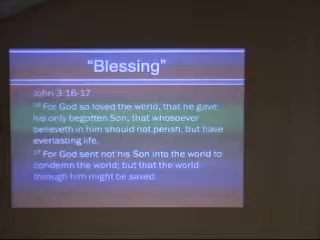 “Blessing”
John 3:16-17
16 For God so loved the world, that he gave
his only begotten Son, that whosoever
believeth in him should not perish, but have
everlasting life.
17 For God sent not his Son into the world to
condemn the world; but that the world
through him might be saved.